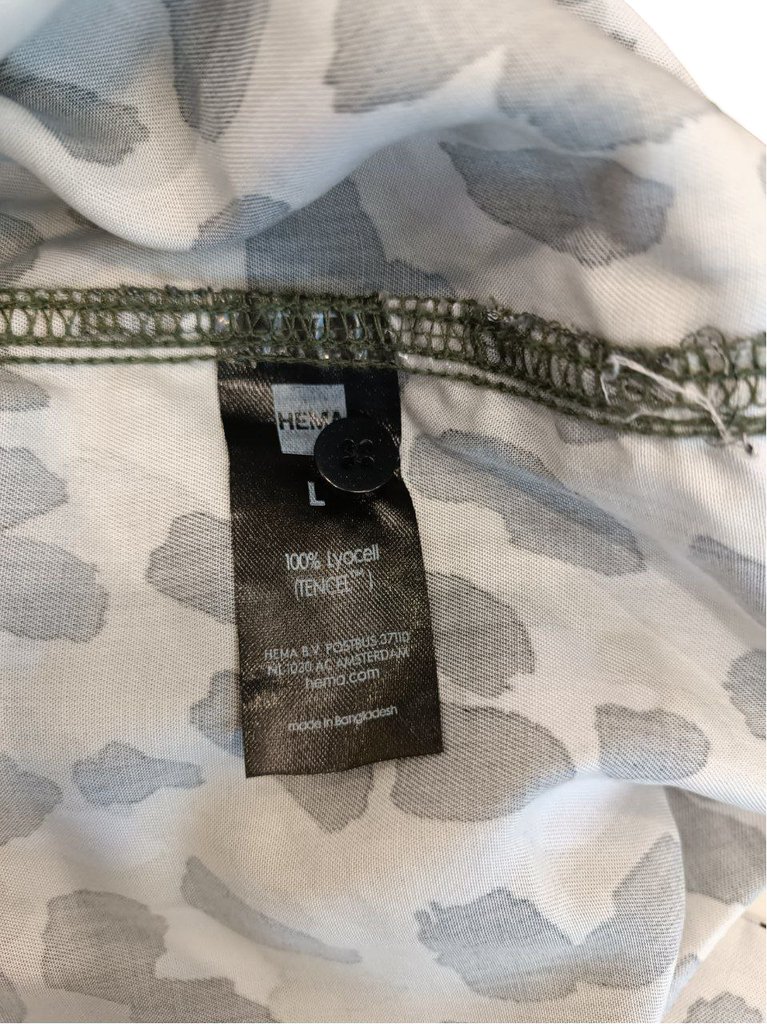 HEMA
L
100% Lyocell
(TENCEL™)
HEMA B.V. POSTBUS 37110
NL 1030 AC AMSTERDAM
hema.com
made in Bangladesh